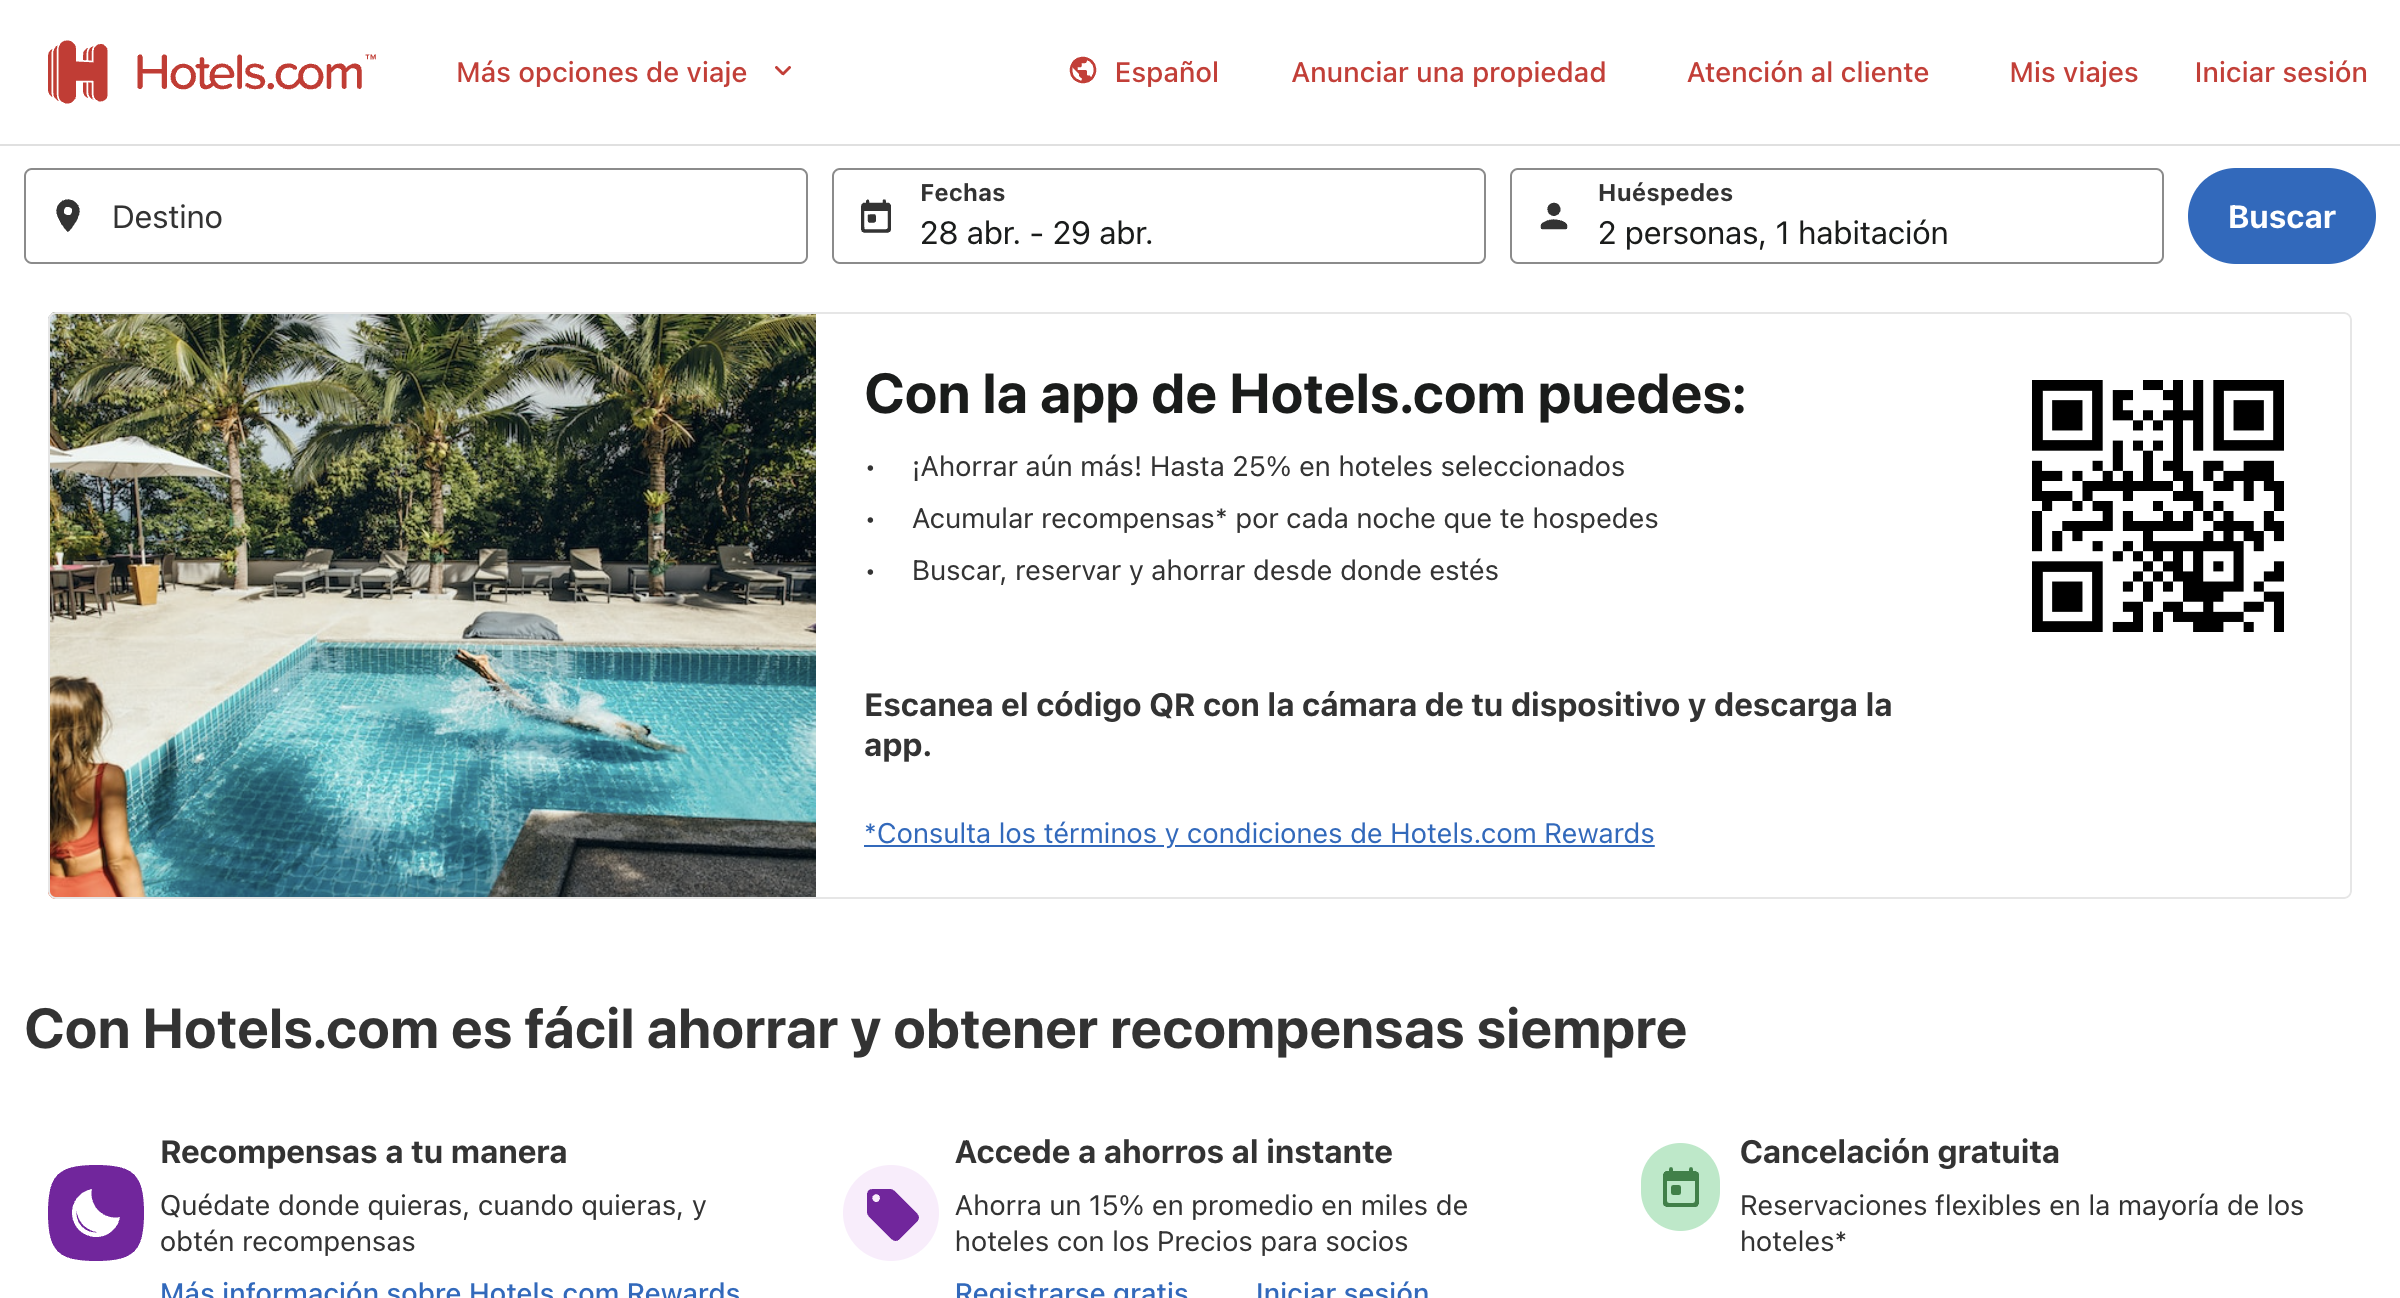 Hotels.com™
Más opciones de viaje
Español
Anunciar una propiedad
Atención al cliente
Mis viajes
Iniciar sesión
Destino
Fechas
28 abr. - 29 abr.
Huéspedes
2 personas, 1 habitación
Buscar
Con la app de Hotels.com puedes:
• ¡Ahorrar aún más! Hasta 25% en hoteles seleccionados
• Acumular recompensas* por cada noche que te hospedes
• Buscar, reservar y ahorrar desde donde estés
Escanea el código QR con la cámara de tu dispositivo y descarga la
app.
*Consulta los términos y condiciones de Hotels.com Rewards
Con Hotels.com es fácil ahorrar y obtener recompensas siempre
Recompensas a tu manera
Quédate donde quieras, cuando quieras, y
obtén recompensas
Más información sobre Hotels.com Rewards
Accede a ahorros al instante
Ahorra un 15% en promedio en miles de
hoteles con los Precios para socios
Registrarse gratis
Iniciar sesión
Cancelación gratuita
Reservaciones flexibles en la mayoría de los
hoteles*